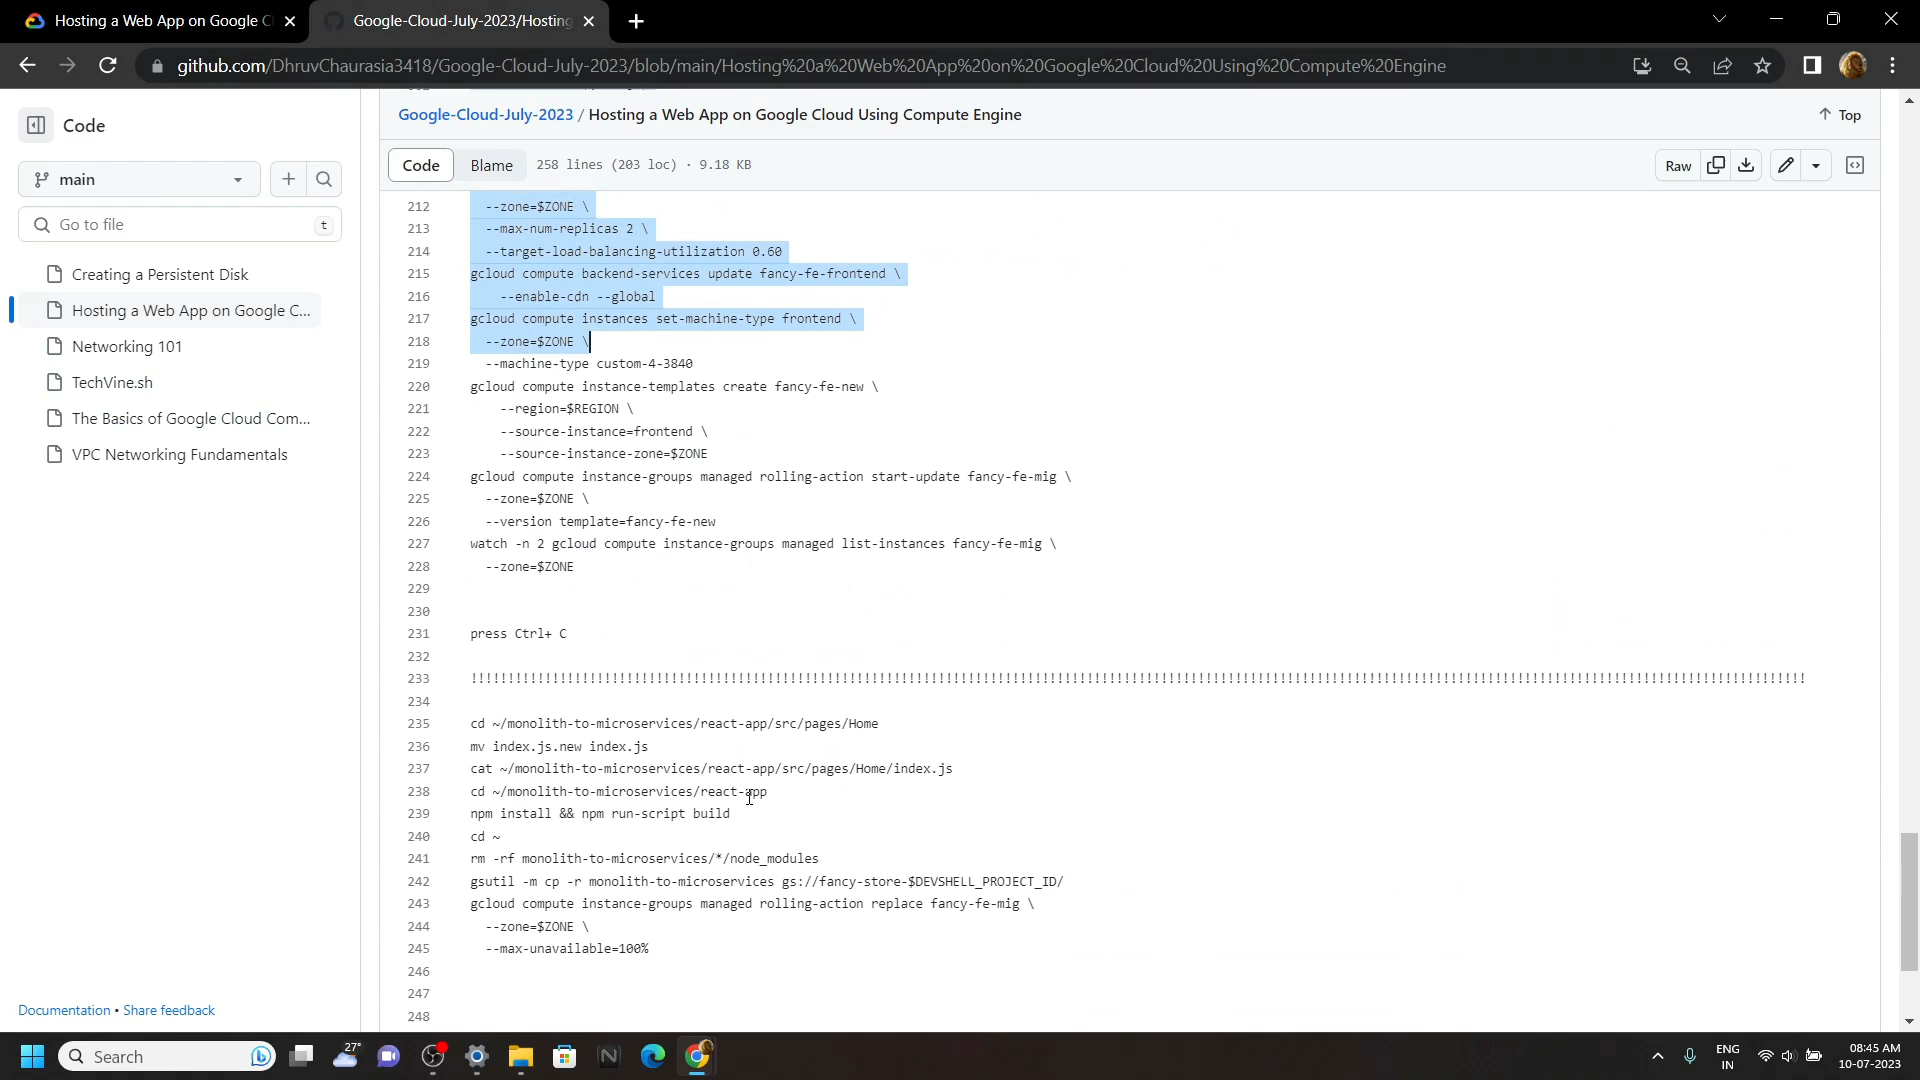 Hosting a Web App on Google C
Google-Cloud-July-2023/Hosting
github.com/DhruvChaurasia3418/Google-Cloud-July-2023/blob/main/Hosting%20a%20Web%20App%20on%20Google%20Cloud%20Using%20Compute%20Engine
Code
main
Go to file
t
Creating a Persistent Disk
Hosting a Web App on Google C...
Networking 101
TechVine.sh
The Basics of Google Cloud Com...
VPC Networking Fundamentals
Documentation • Share feedback
Google-Cloud-July-2023 / Hosting a Web App on Google Cloud Using Compute Engine
Top
Code Blame 258 lines (203 loc) · 9.18 KB
Raw
212 --zone=$ZONE \
213 --max-num-replicas 2 \
214 --target-load-balancing-utilization 0.60
215 gcloud compute backend-services update fancy-fe-frontend \
216 --enable-cdn --global
217 gcloud compute instances set-machine-type frontend \
218 --zone=$ZONE \
219 --machine-type custom-4-3840
220 gcloud compute instance-templates create fancy-fe-new \
221 --region=$REGION \
222 --source-instance=frontend \
223 --source-instance-zone=$ZONE
224 gcloud compute instance-groups managed rolling-action start-update fancy-fe-mig \
225 --zone=$ZONE \
226 --version template=fancy-fe-new
227 watch -n 2 gcloud compute instance-groups managed list-instances fancy-fe-mig \
228 --zone=$ZONE
229
230
231 press Ctrl+ C
232
233 !!!!!!!!!!!!!!!!!!!!!!!!!!!!!!!!!!!!!!!!!!!!!!!!!!!!!!!!!!!!!!!!!!!!!!!!!!!!!!!!!!!!!!!!!!!!!!!!!!!!!!!!!!!!!!!!!!!!!!!!!!!!!!!!!!!!!!!!!!!!!!!!!!!!!!!!!!!!!!!!!!!!!!!!!!!!!!!!!!!!
234
235 cd ~/monolith-to-microservices/react-app/src/pages/Home
236 mv index.js.new index.js
237 cat ~/monolith-to-microservices/react-app/src/pages/Home/index.js
238 cd ~/monolith-to-microservices/react-app
239 npm install && npm run-script build
240 cd ~
241 rm -rf monolith-to-microservices/*/node_modules
242 gsutil -m cp -r monolith-to-microservices gs://fancy-store-$DEVSHELL_PROJECT_ID/
243 gcloud compute instance-groups managed rolling-action replace fancy-fe-mig \
244 --zone=$ZONE \
245 --max-unavailable=100%
246
247
248
Search
27°
ENG
IN
08:45 AM
10-07-2023